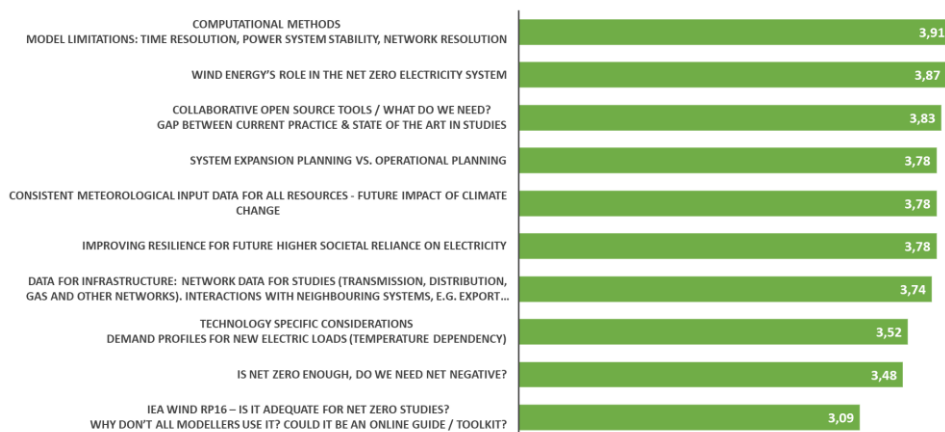 COMPUTATIONAL METHODS
MODEL LIMITATIONS: TIME RESOLUTION, POWER SYSTEM STABILITY, NETWORK RESOLUTION
3,91
WIND ENERGY'S ROLE IN THE NET ZERO ELECTRICITY SYSTEM
3,87
COLLABORATIVE OPEN SOURCE TOOLS / WHAT DO WE NEED?
GAP BETWEEN CURRENT PRACTICE & STATE OF THE ART IN STUDIES
3,83
SYSTEM EXPANSION PLANNING VS. OPERATIONAL PLANNING
3,78
CONSISTENT METEOROLOGICAL INPUT DATA FOR ALL RESOURCES - FUTURE IMPACT OF CLIMATE
CHANGE
3,78
IMPROVING RESILIENCE FOR FUTURE HIGHER SOCIETAL RELIANCE ON ELECTRICITY
3,78
DATA FOR INFRASTRUCTURE: NETWORK DATA FOR STUDIES (TRANSMISSION, DISTRIBUTION,
GAS AND OTHER NETWORKS). INTERACTIONS WITH NEIGHBOURING SYSTEMS, E.G. EXPORT...
3,74
TECHNOLOGY SPECIFIC CONSIDERATIONS
DEMAND PROFILES FOR NEW ELECTRIC LOADS (TEMPERATURE DEPENDENCY)
3,52
IS NET ZERO ENOUGH, DO WE NEED NET NEGATIVE?
3,48
IEA WIND RP16 – IS IT ADEQUATE FOR NET ZERO STUDIES?
WHY DON'T ALL MODELLERS USE IT? COULD IT BE AN ONLINE GUIDE / TOOLKIT?
3,09